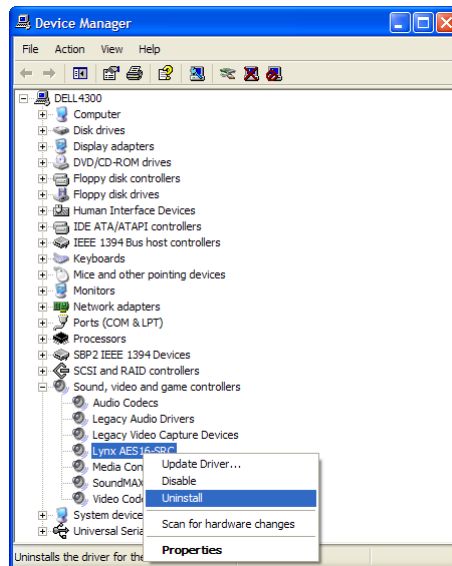 Device Manager
File Action View Help
DELL4300
Computer
Disk drives
Display adapters
DVD/CD-ROM drives
Floppy disk controllers
Floppy disk drives
Human Interface Devices
IDE ATA/ATAPI controllers
IEEE 1394 Bus host controllers
Keyboards
Mice and other pointing devices
Monitors
Network adapters
Ports (COM & LPT)
Processors
SBP2 IEEE 1394 Devices
SCSI and RAID controllers
Sound, video and game controllers
Audio Codecs
Legacy Audio Drivers
Legacy Video Capture Devices
Lynx AES16-SRC
Media Con
SoundMAX
Video Code
System device
Universal Seria
Update Driver...
Disable
Uninstall
Scan for hardware changes
Properties
Uninstalls the driver for the